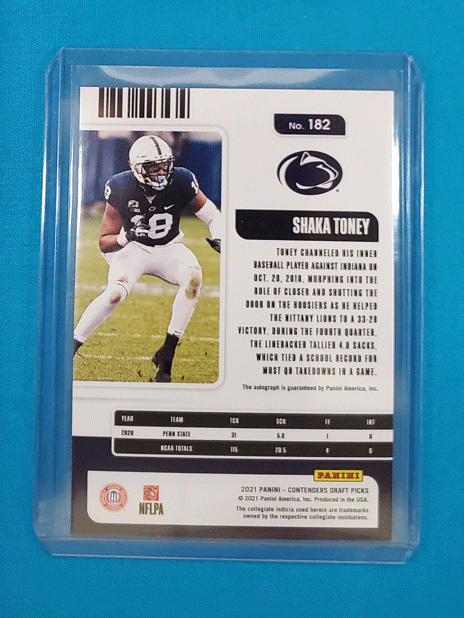 No. 182
18
SHAKA TONEY
TONEY CHANNELED HIS INNER
BASEBALL PLAYER AGAINST INDIANA ON
OCT. 20, 2018, MORPHING INTO THE
ROLE OF CLOSER AND SHUTTING THE
DOOR ON THE HOOSIERS AS HE HELPED
THE NITTANY LIONS TO A 33-28
VICTORY. DURING THE FOURTH QUARTER,
THE LINEBACKER TALLIED 4.0 SACKS,
WHICH TIED A SCHOOL RECORD FOR
MOST QB TAKEDOWNS IN A GAME.
The autograph is guaranteed by Panini America, Inc.
YEAR TEAM TCK SCK FF INT
2020 PENN STATE 31 5.0 1 0
NCAA TOTALS 115 20.5 4 0
PANINI
NFLPA
2021 PANINI – CONTENDERS DRAFT PICKS
© 2021 Panini America, Inc. Produced in the USA.
The collegiate indicia used herein are trademarks
owned by the respective collegiate institutions.